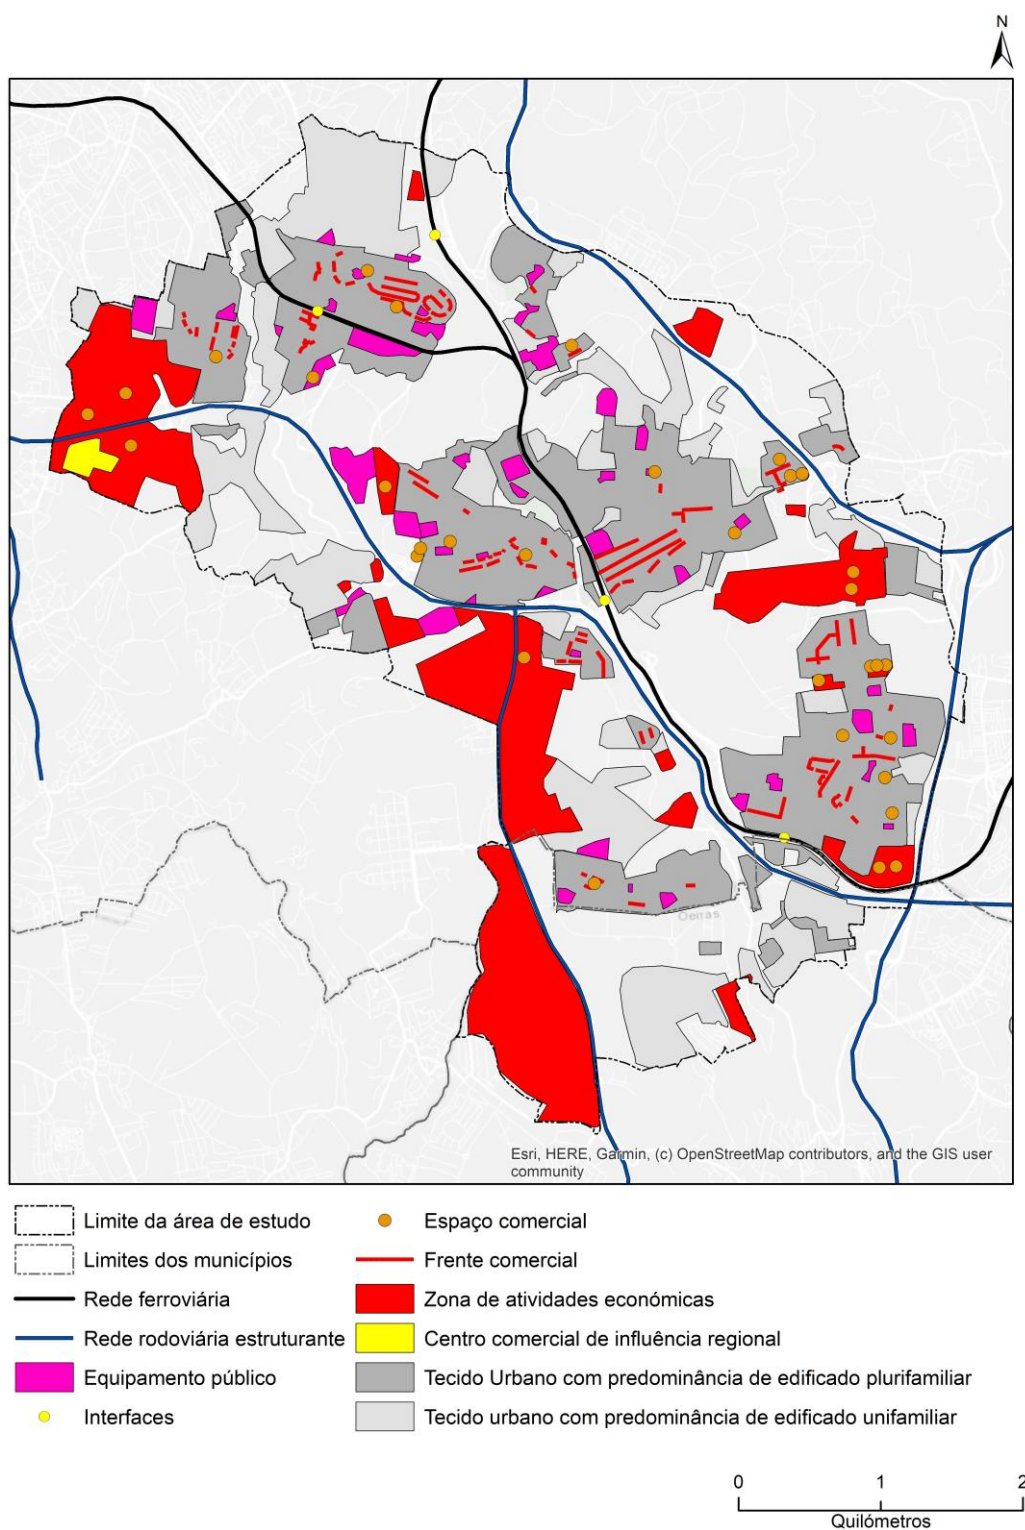 N
Oeiras
Esri, HERE, Garmin, (c) OpenStreetMap contributors, and the GIS user
community
Limite da área de estudo
Limites dos municípios
Rede ferroviária
Rede rodoviária estruturante
Equipamento público
Interfaces
Espaço comercial
Frente comercial
Zona de atividades económicas
Centro comercial de influência regional
Tecido Urbano com predominância de edificado plurifamiliar
Tecido urbano com predominância de edificado unifamiliar
0 1 2
Quilómetros